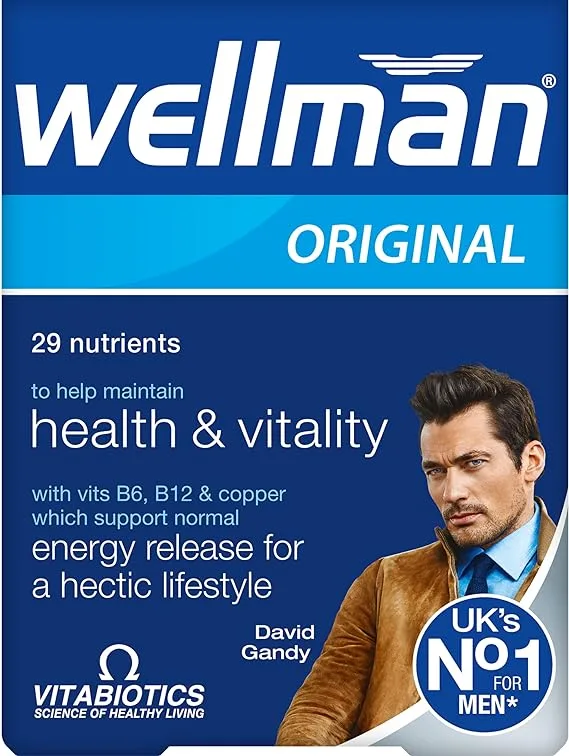 wellman®
ORIGINAL
29 nutrients
to help maintain
health & vitality
with vits B6, B12 & copper
which support normal
energy release for
a hectic lifestyle
David
Gandy
VITABIOTICS
SCIENCE OF HEALTHY LIVING
UK's
No1
FOR
MEN*